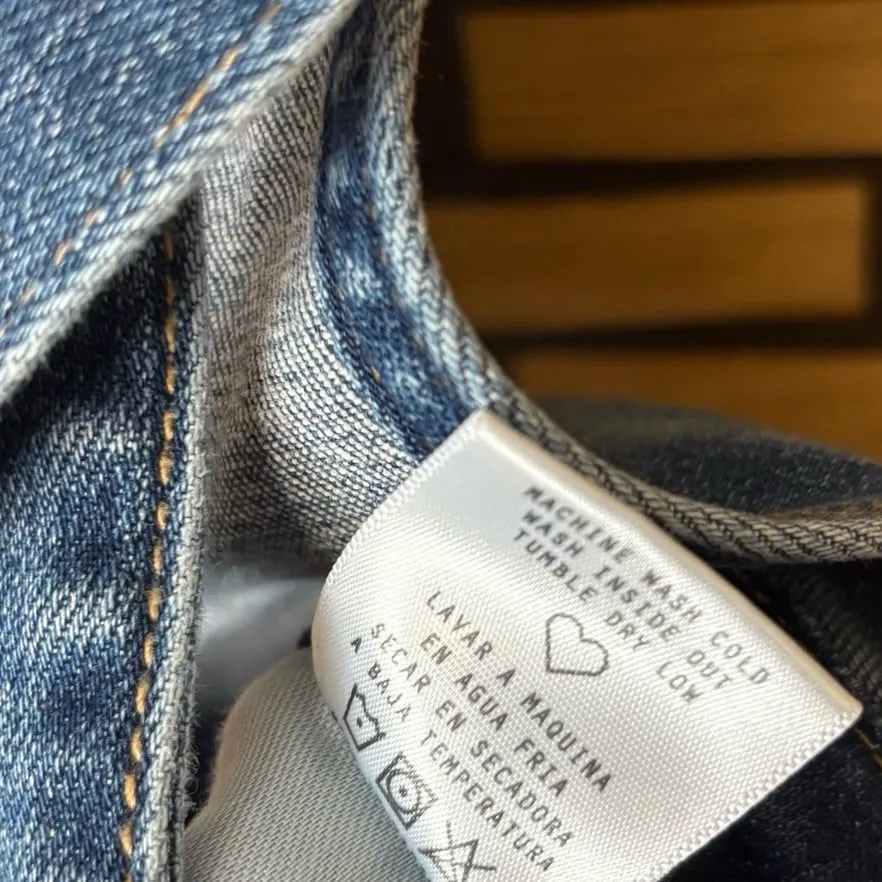 MACHINE WASH COLD
WASH INSIDE OUT
TUMBLE DRY LOW
LAVAR A MAQUINA
EN AGUA FRIA
SECAR EN SECADORA
A BAJA TEMPERATURA